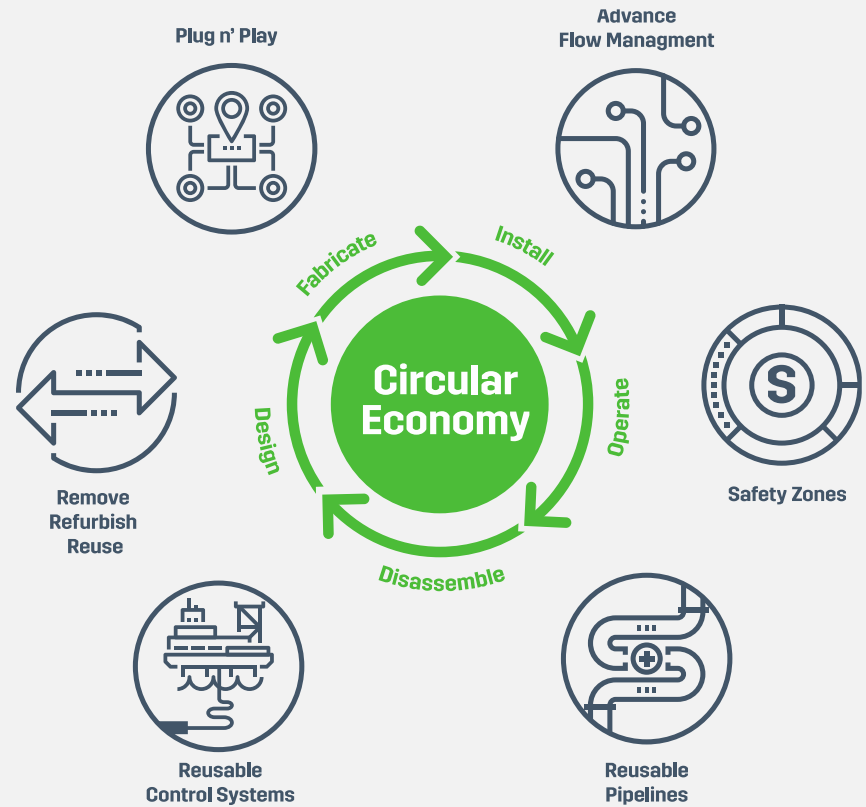 Plug n' Play
Advance
Flow Managment
Fabricate
Install
Circular
Economy
Design
Operate
Disassemble
S
Safety Zones
Remove
Refurbish
Reuse
Reusable
Control Systems
Reusable
Pipelines